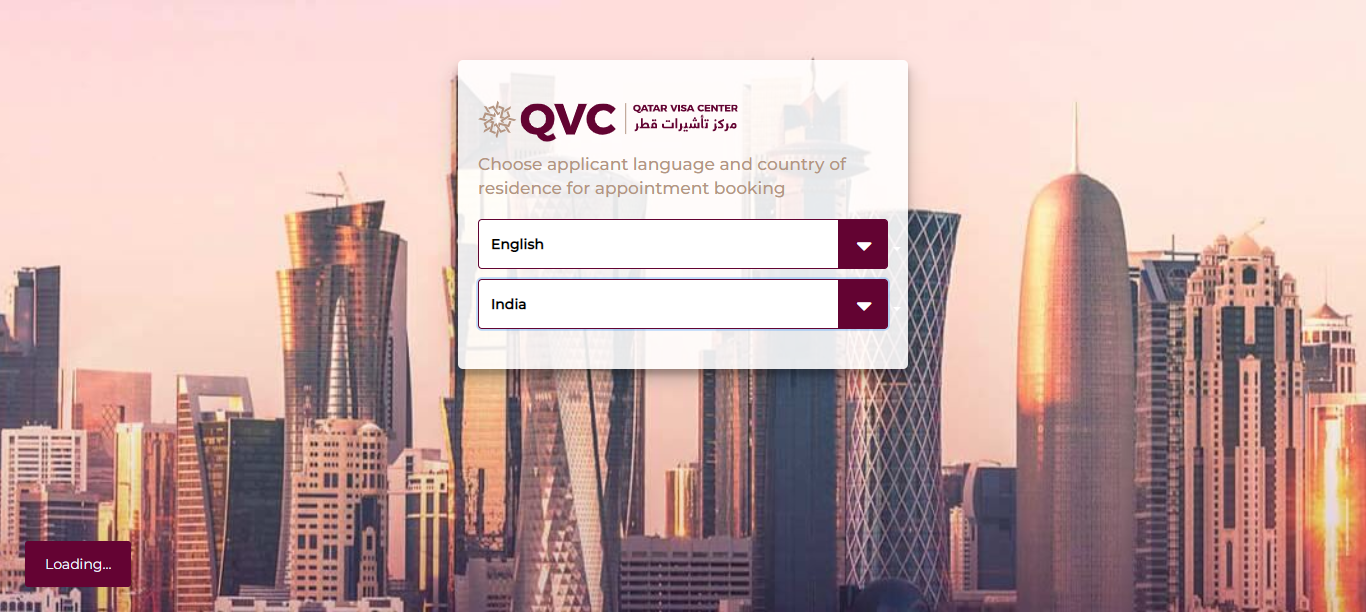 QVC
QATAR VISA CENTER
مركز تأشيرات قطر
Choose applicant language and country of
residence for appointment booking
English
India
Loading...